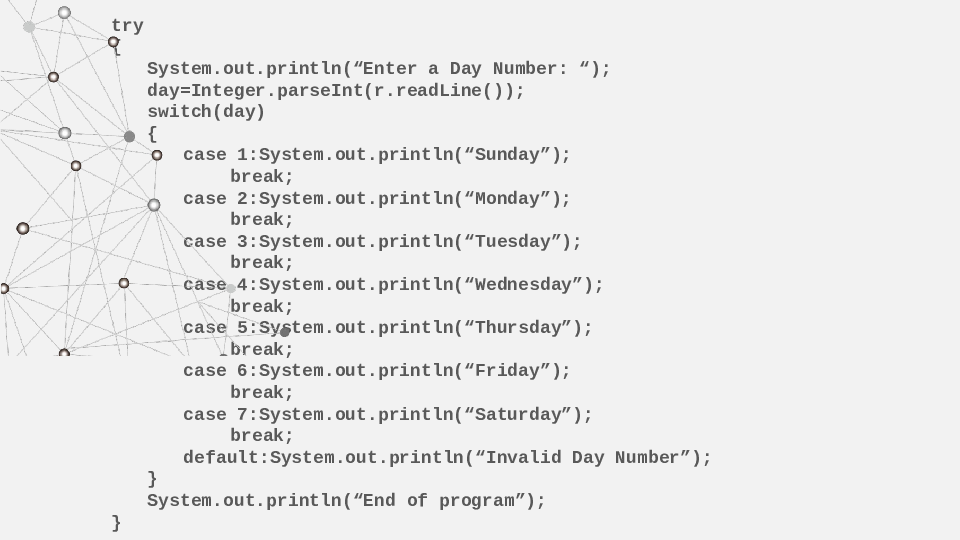 try
{
System.out.println(“Enter a Day Number: “);
day=Integer.parseInt(r.readLine());
switch(day)
{
case 1:System.out.println(“Sunday”);
break;
case 2:System.out.println(“Monday”);
break;
case 3:System.out.println(“Tuesday”);
break;
case 4:System.out.println(“Wednesday”);
break;
case 5:System.out.println(“Thursday”);
break;
case 6:System.out.println(“Friday”);
break;
case 7:System.out.println(“Saturday”);
break;
default:System.out.println(“Invalid Day Number”);
}
System.out.println(“End of program”);
}